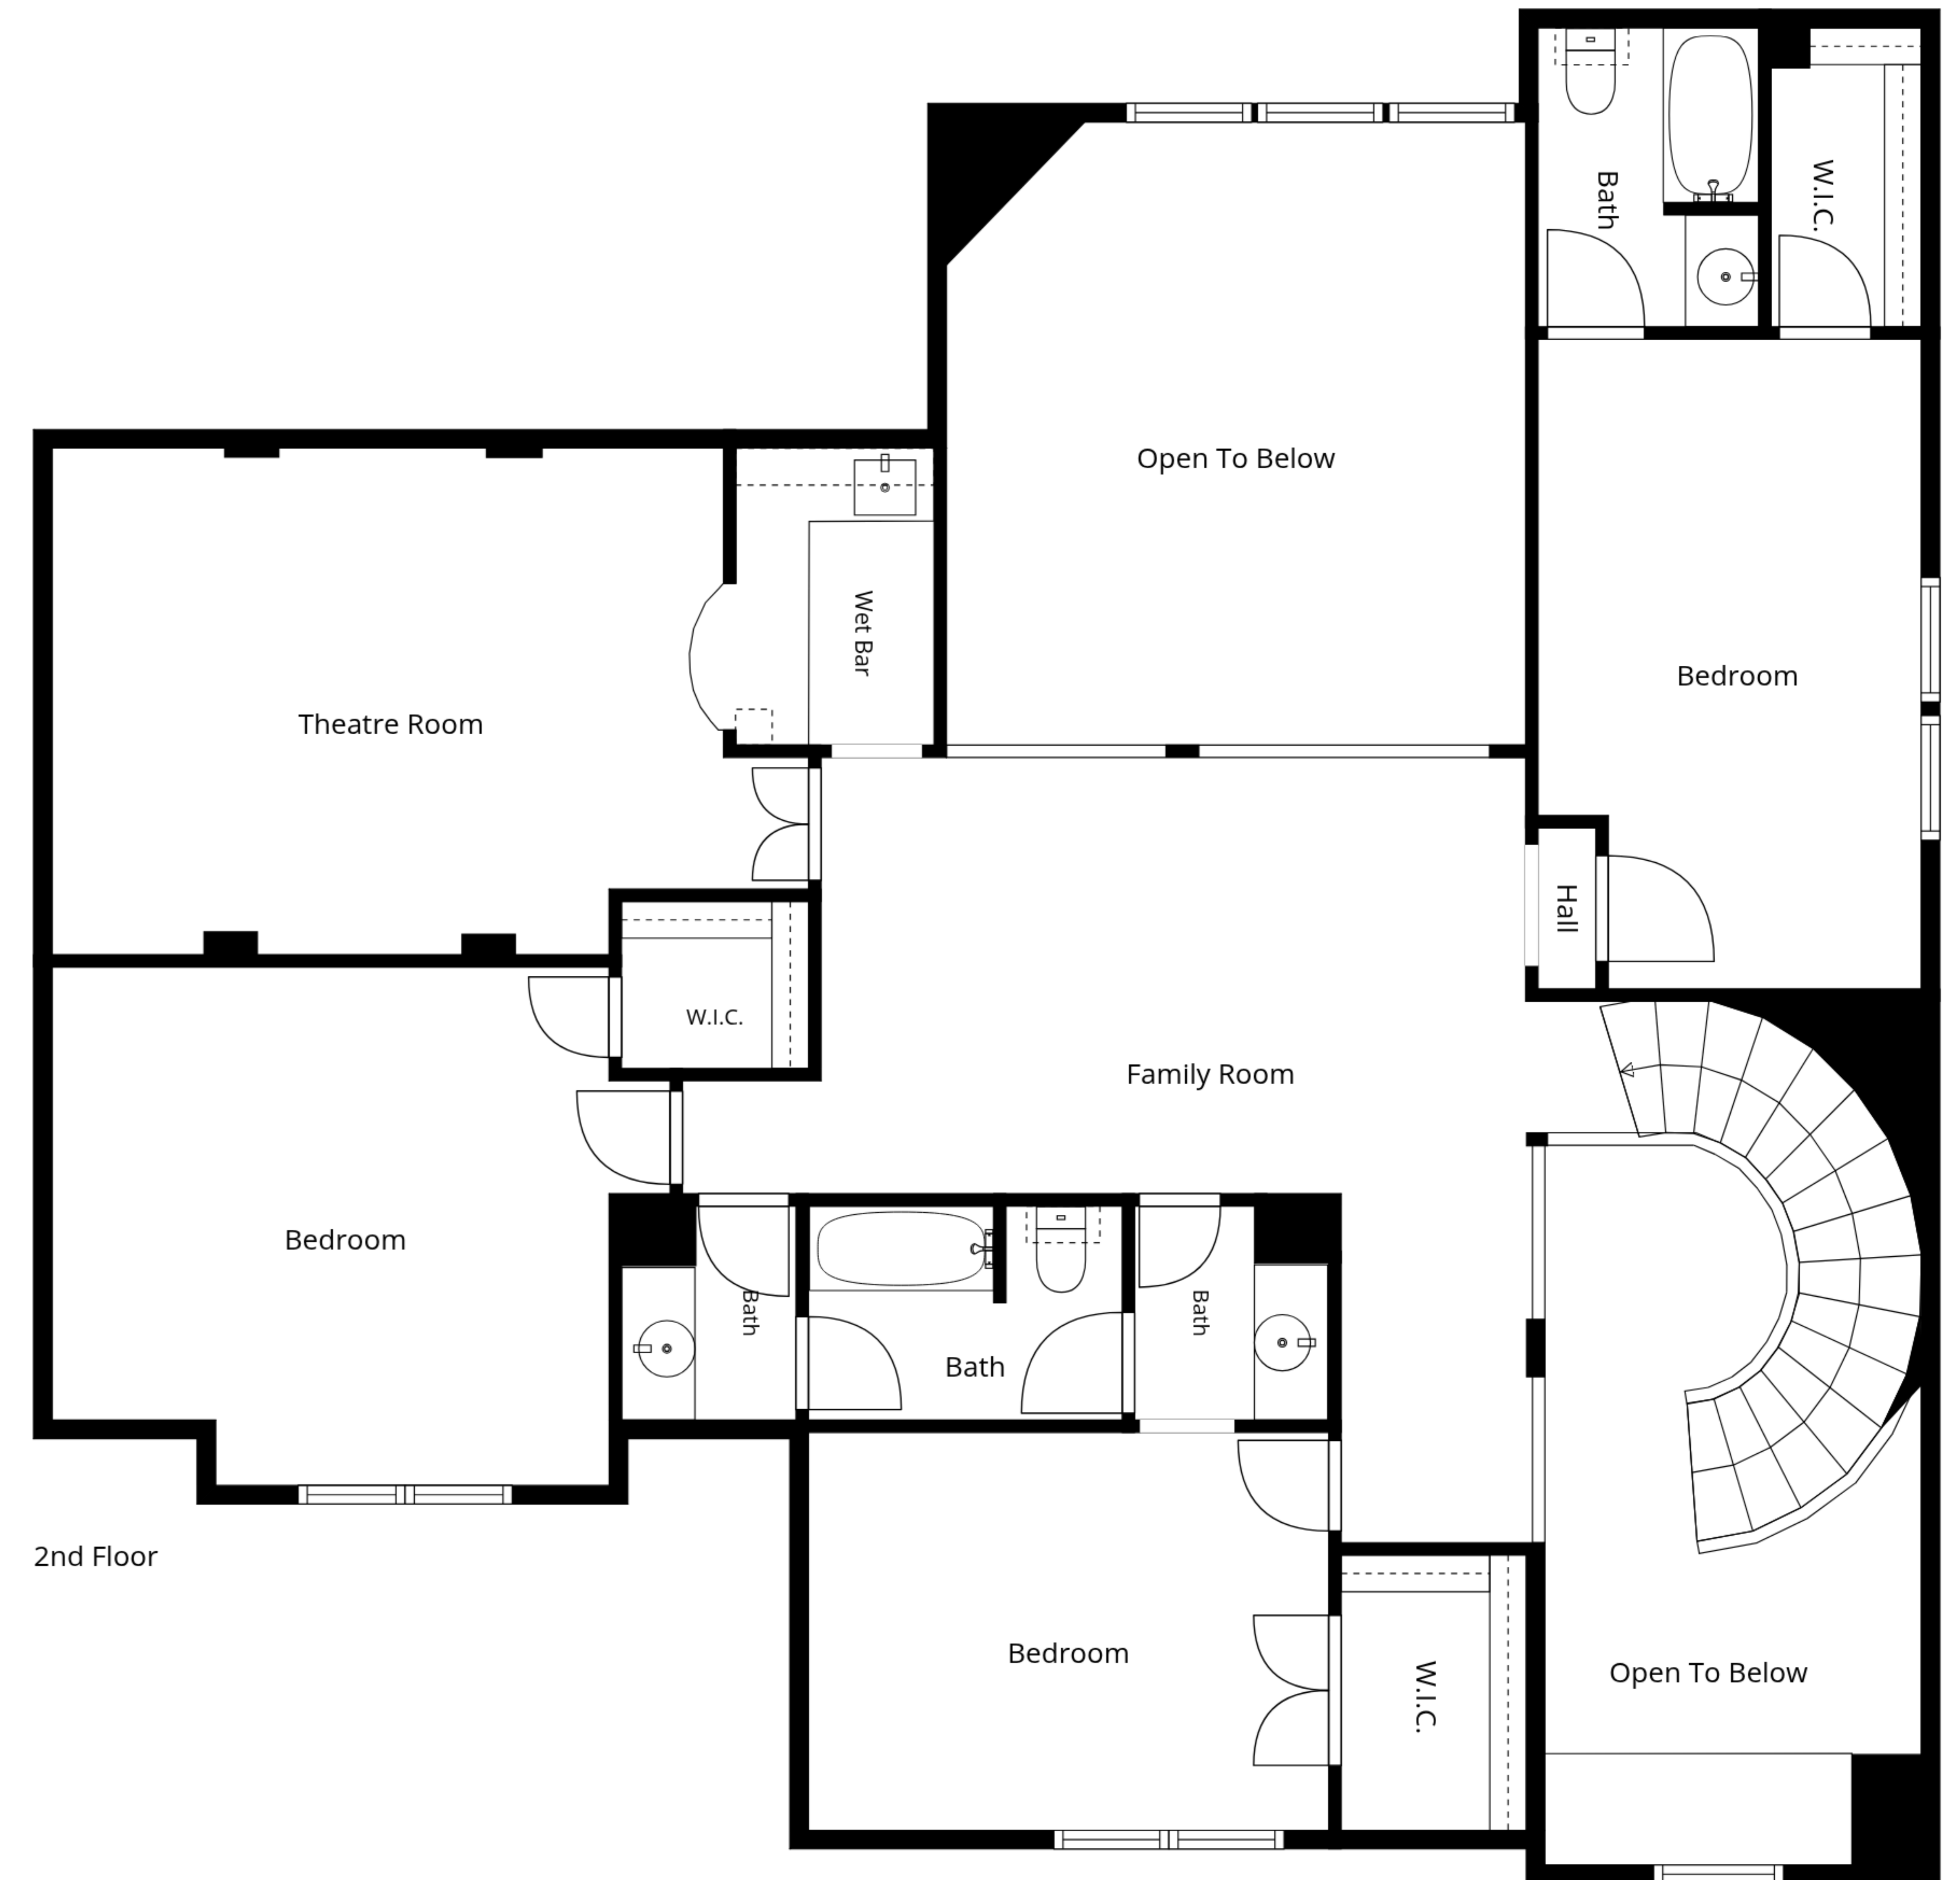 Bath
W.I.C.
Open To Below
Wet Bar
Bedroom
Theatre Room
Hall
W.I.C.
Family Room
Bedroom
Bath
Bath
Bath
2nd Floor
Bedroom
W.I.C.
Open To Below